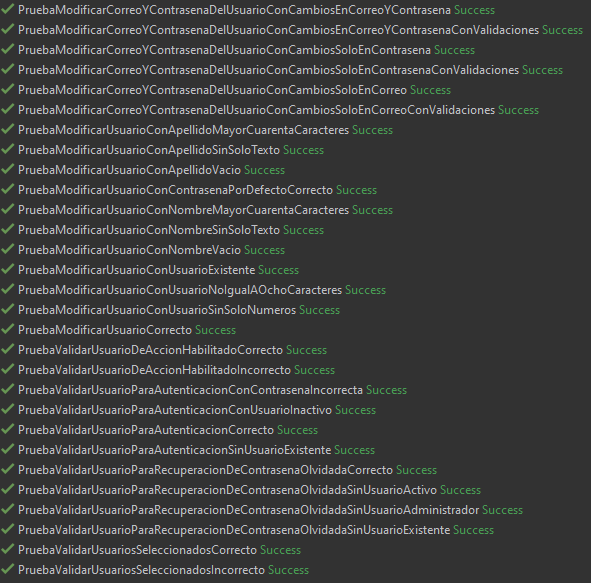 PruebaModificarCorreoYContrasenaDelUsuarioConCambiosEnCorreoYContrasena Success
PruebaModificarCorreoYContrasenaDelUsuarioConCambiosEnCorreoYContrasenaConValidaciones Success
PruebaModificarCorreoYContrasenaDelUsuarioConCambiosSoloEnContrasena Success
PruebaModificarCorreoYContrasenaDelUsuarioConCambiosSoloEnContrasenaConValidaciones Success
PruebaModificarCorreoYContrasenaDelUsuarioConCambiosSoloEnCorreo Success
PruebaModificarCorreoYContrasenaDelUsuarioConCambiosSoloEnCorreoConValidaciones Success
PruebaModificarUsuarioConApellidoMayorCuarentaCaracteres Success
PruebaModificarUsuarioConApellidoSinSoloTexto Success
PruebaModificarUsuarioConApellidoVacio Success
PruebaModificarUsuarioConContrasenaPorDefectoCorrecto Success
PruebaModificarUsuarioConNombreMayorCuarentaCaracteres Success
PruebaModificarUsuarioConNombreSinSoloTexto Success
PruebaModificarUsuarioConNombreVacio Success
PruebaModificarUsuarioConUsuarioExistente Success
PruebaModificarUsuarioConUsuarioNoIgualAOchoCaracteres Success
PruebaModificarUsuarioConUsuarioSinSoloNumeros Success
PruebaModificarUsuarioCorrecto Success
PruebaValidarUsuarioDeAccionHabilitadoCorrecto Success
PruebaValidarUsuarioDeAccionHabilitadoIncorrecto Success
PruebaValidarUsuarioParaAutenticacionConContrasenaIncorrecta Success
PruebaValidarUsuarioParaAutenticacionConUsuarioInactivo Success
PruebaValidarUsuarioParaAutenticacionCorrecto Success
PruebaValidarUsuarioParaAutenticacionSinUsuarioExistente Success
PruebaValidarUsuarioParaRecuperacionDeContrasenaOlvidadaCorrecto Success
PruebaValidarUsuarioParaRecuperacionDeContrasenaOlvidadaSinUsuarioActivo Success
PruebaValidarUsuarioParaRecuperacionDeContrasenaOlvidadaSinUsuarioAdministrador Success
PruebaValidarUsuarioParaRecuperacionDeContrasenaOlvidadaSinUsuarioExistente Success
PruebaValidarUsuariosSeleccionadosCorrecto Success
PruebaValidarUsuariosSeleccionadosIncorrecto Success